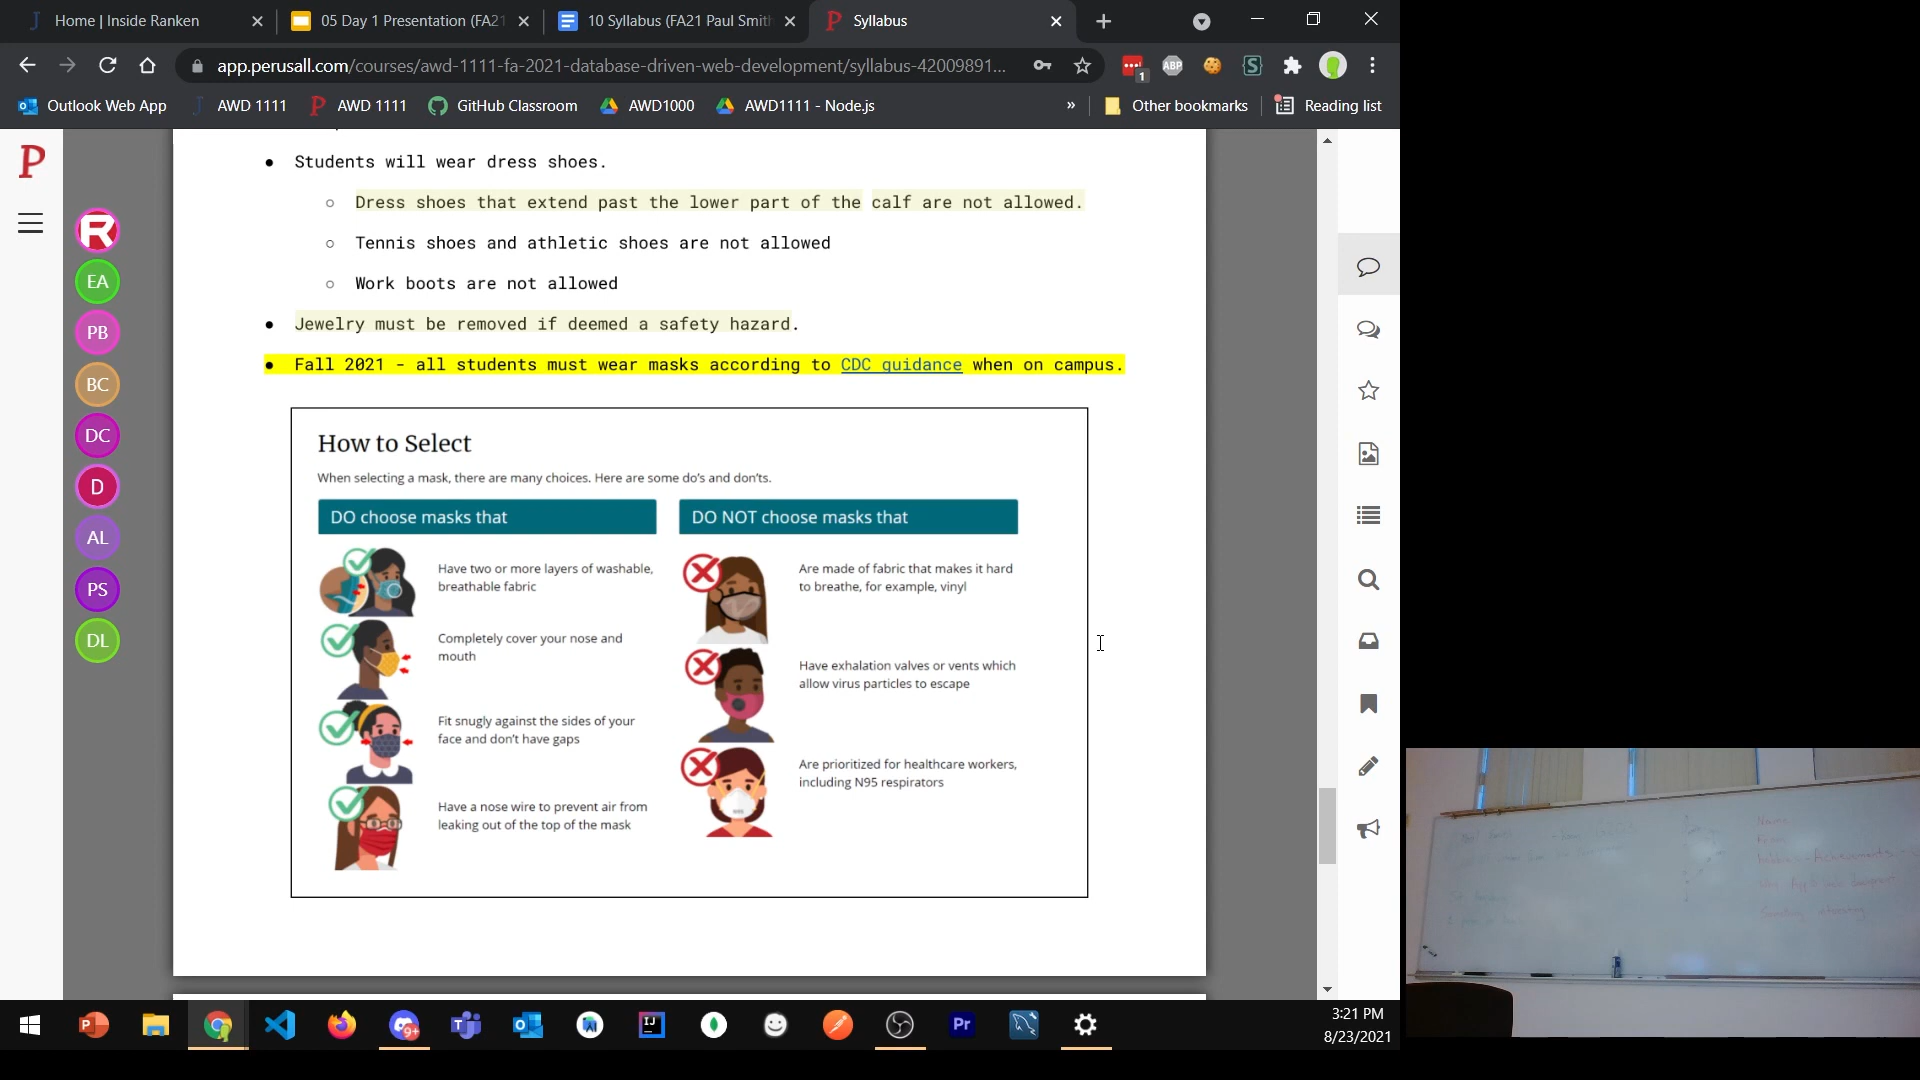 Home | Inside Ranken
05 Day 1 Presentation (FA21
10 Syllabus (FA21 Paul Smith
Syllabus
app.perusall.com/courses/awd-1111-fa-2021-database-driven-web-development/syllabus-42009891...
1
ABP
Outlook Web App
AWD 1111
AWD 1111
GitHub Classroom
AWD1000
AWD1111 - Node.js
»
Other bookmarks
Reading list
P
R
EA
PB
BC
DC
D
AL
PS
DL
• Students will wear dress shoes.
○ Dress shoes that extend past the lower part of the calf are not allowed.
○ Tennis shoes and athletic shoes are not allowed
○ Work boots are not allowed
• Jewelry must be removed if deemed a safety hazard.
• Fall 2021 - all students must wear masks according to CDC guidance when on campus.
How to Select
When selecting a mask, there are many choices. Here are some do's and don'ts.
DO choose masks that
Have two or more layers of washable,
breathable fabric
Completely cover your nose and
mouth
Fit snugly against the sides of your
face and don't have gaps
Have a nose wire to prevent air from
leaking out of the top of the mask
DO NOT choose masks that
Are made of fabric that makes it hard
to breathe, for example, vinyl
Have exhalation valves or vents which
allow virus particles to escape
Are prioritized for healthcare workers,
including N95 respirators
9+
Pr
3:21 PM
8/23/2021
Name